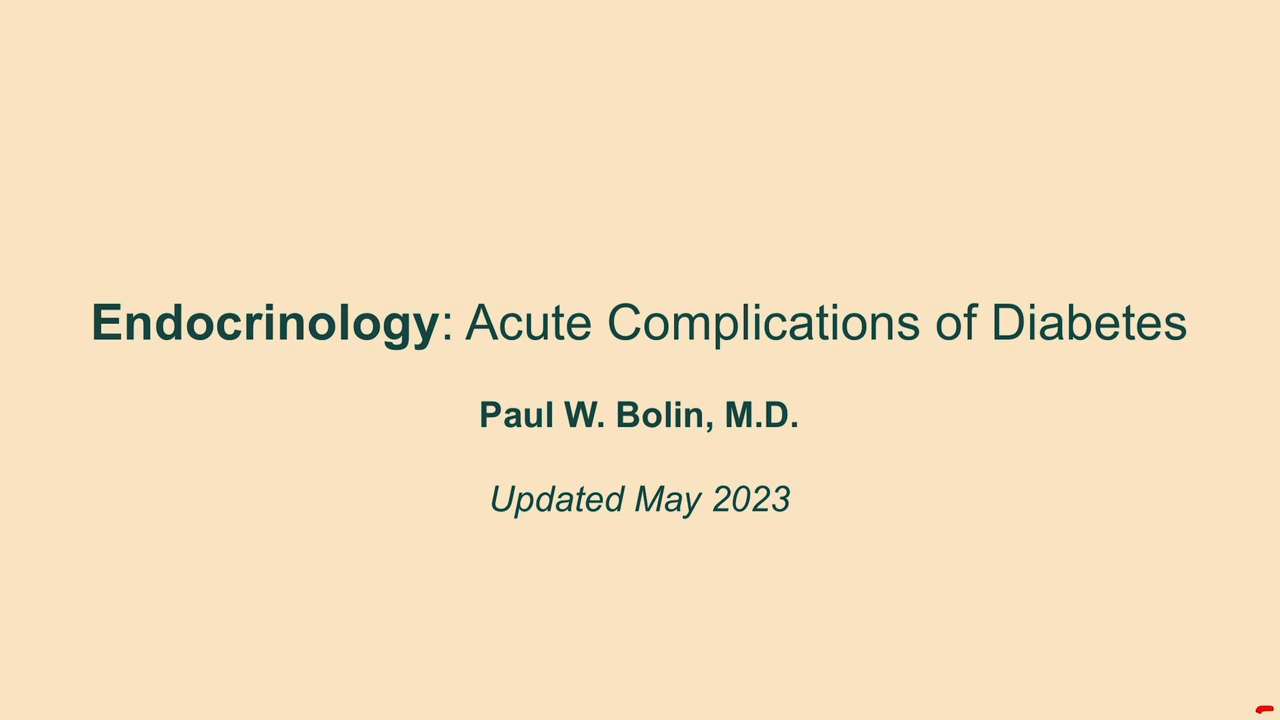 Endocrinology: Acute Complications of Diabetes
Paul W. Bolin, M.D.
Updated May 2023